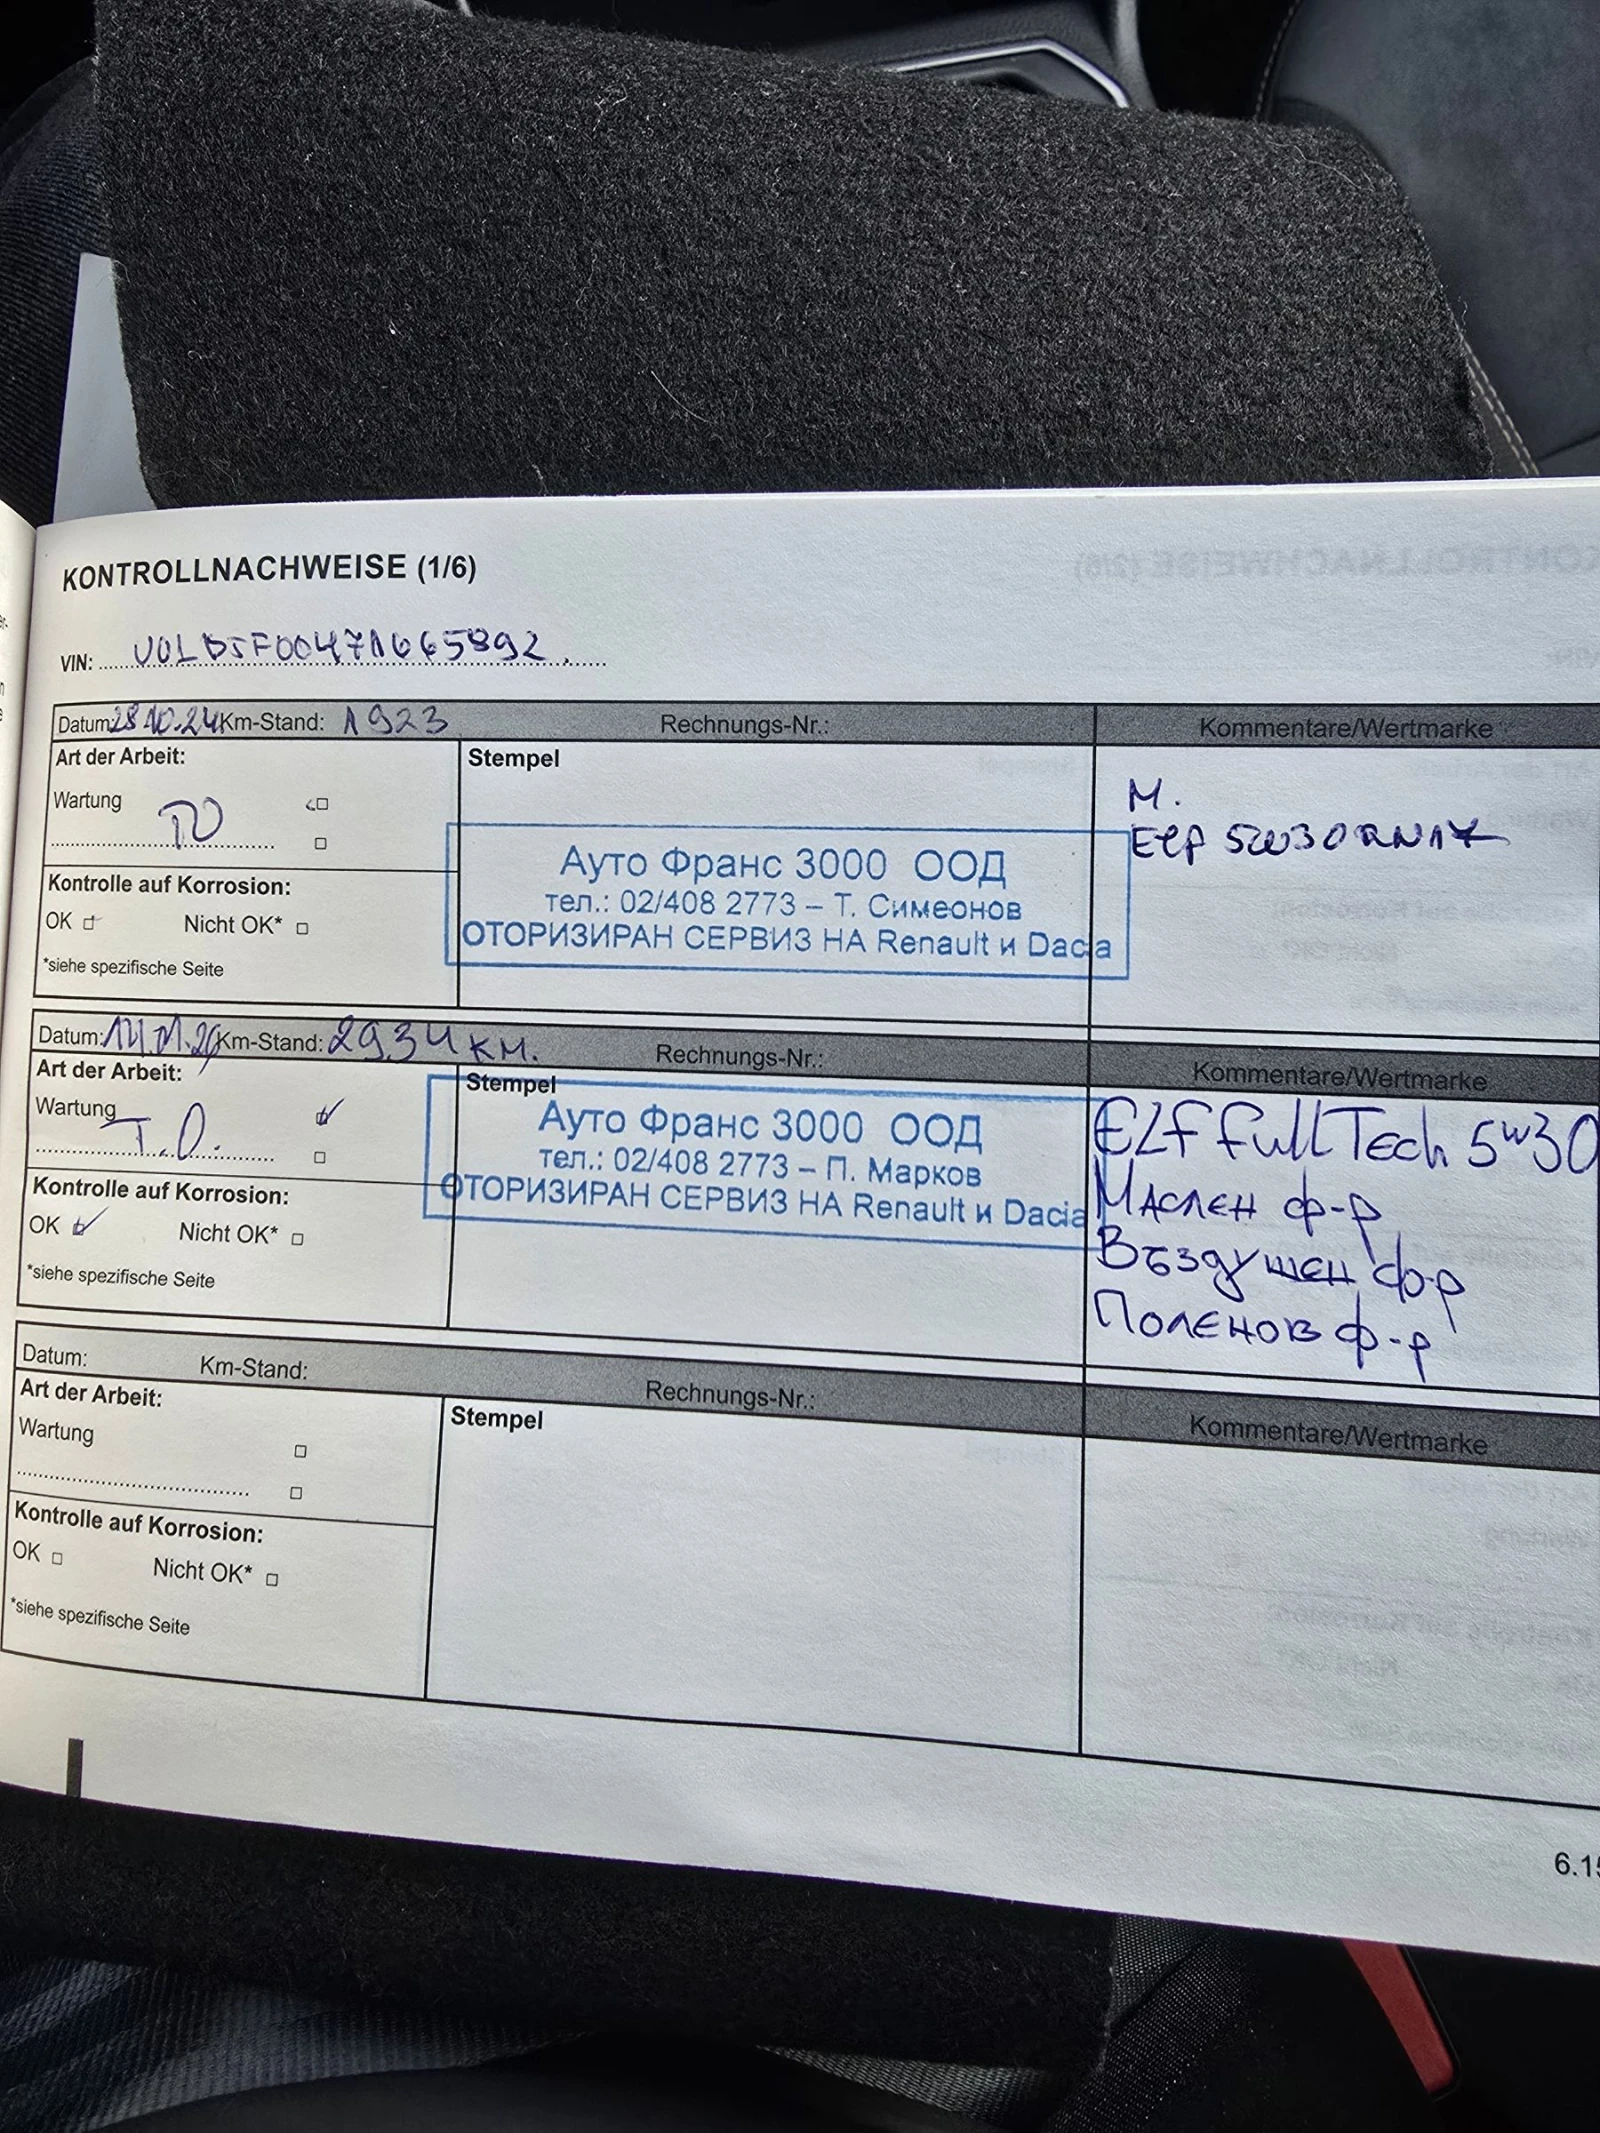 KONTROLLNACHWEISE (1/6)
VIN:
Datum: 28.10.24 Km-Stand: 1923 Rechnungs-Nr.: Kommentare/Wertmarke
Art der Arbeit:
Stempel
Wartung
ТО
М.
5W30 RN17
Kontrolle auf Korrosion:
OK Nicht OK*
*siehe spezifische Seite
Ауто Франс 3000 ООД
тел.: 02/408 2773 – Т. Симеонов
ОТОРИЗИРАН СЕРВИЗ НА Renault и Dacia
Datum: Km-Stand: 2934 км. Rechnungs-Nr.: Kommentare/Wertmarke
Art der Arbeit:
Stempel
Wartung
Т.О.
Kontrolle auf Korrosion:
OK Nicht OK*
*siehe spezifische Seite
Ауто Франс 3000 ООД
тел.: 02/408 2773 – П. Марков
ОТОРИЗИРАН СЕРВИЗ НА Renault и Dacia
ELF FullTech 5w30
Маслен ф-р
Въздушен ф-р
Поленов ф-р
Datum: Km-Stand: Rechnungs-Nr.: Kommentare/Wertmarke
Art der Arbeit:
Stempel
Wartung
Kontrolle auf Korrosion:
OK Nicht OK*
*siehe spezifische Seite